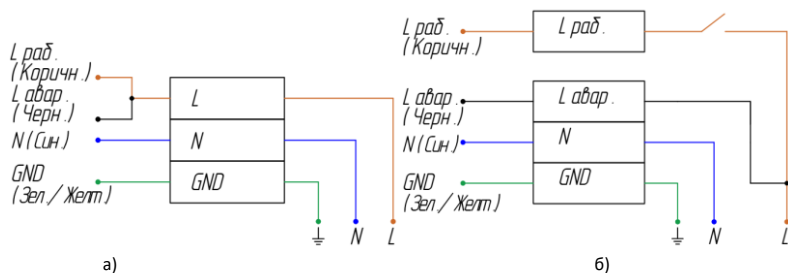 L раб.
(Коричн.)
L авар.
(Черн.)
N (Син.)
GND
(Зел./Желт.)
L
N
GND
N
L
а)
L раб.
(Коричн.)
L авар.
(Черн.)
N (Син.)
GND
(Зел./Желт.)
L раб.
L авар.
N
GND
N
L
б)